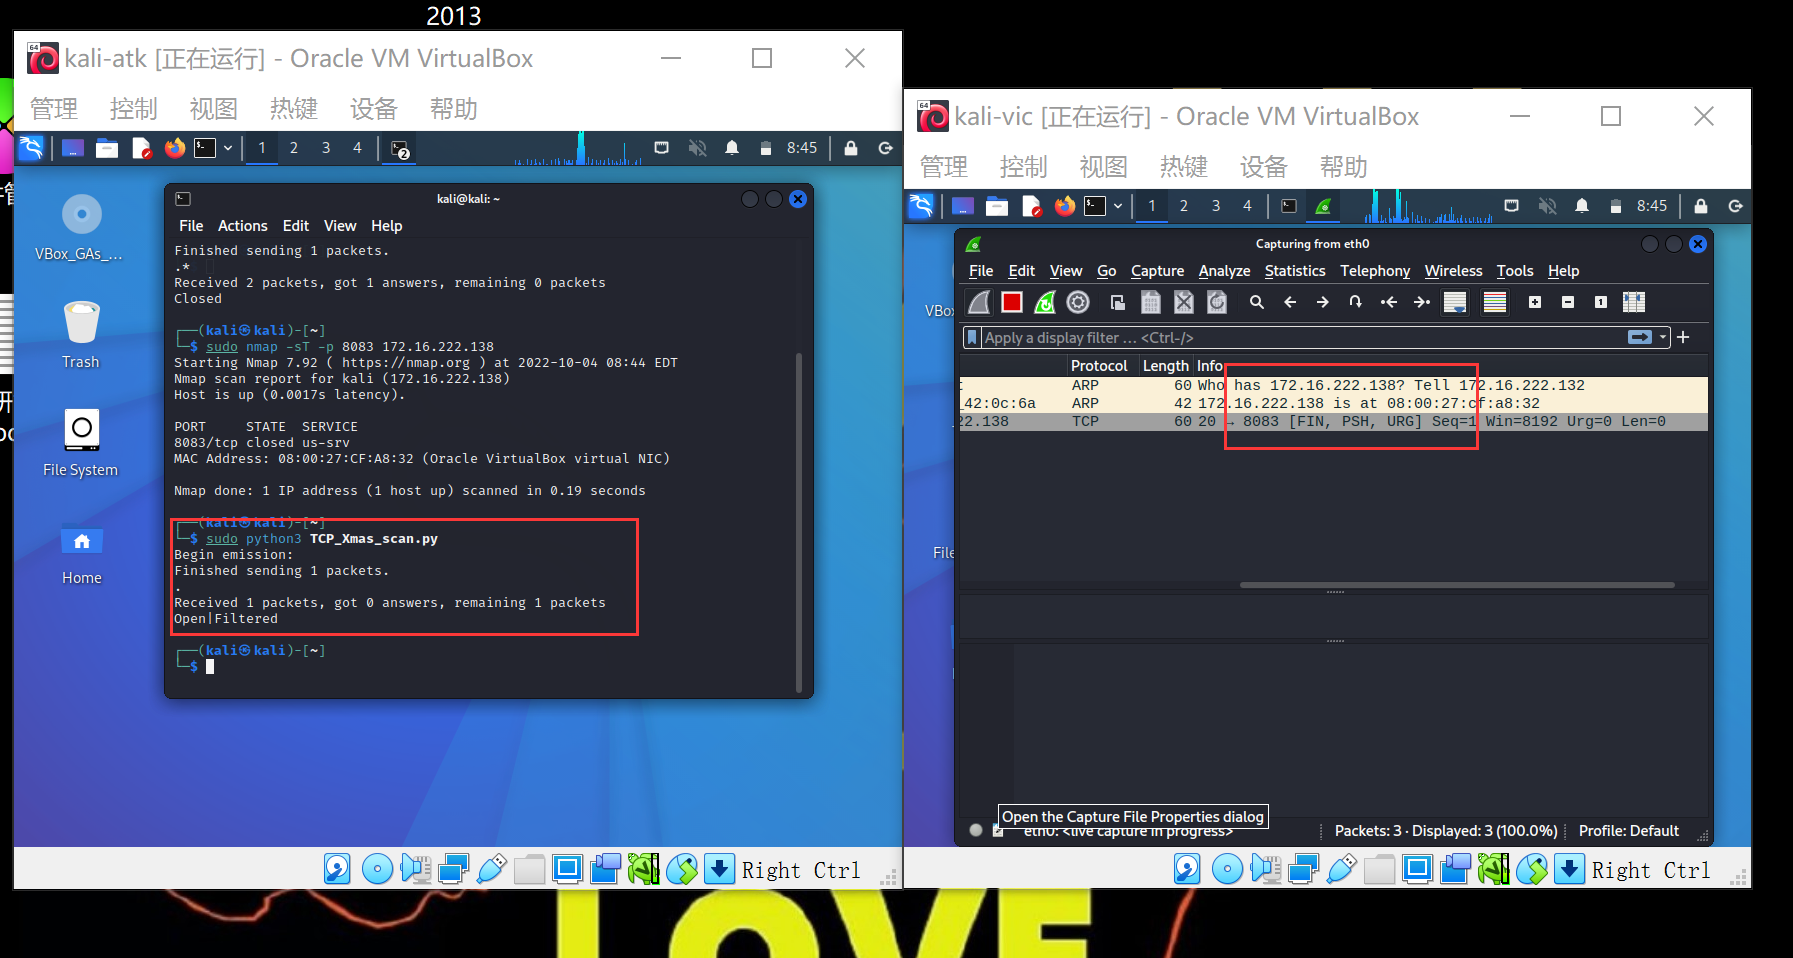 2013
kali-atk [正在运行] - Oracle VM VirtualBox
管理 控制 视图 热键 设备 帮助
1 2 3 4 2 8:45
VBox_GAs_...
Trash
File System
Home
kali@kali: ~
File Actions Edit View Help
Finished sending 1 packets.
.*
Received 2 packets, got 1 answers, remaining 0 packets
Closed
┌──(kali㉿kali)-[~]
└─$ sudo nmap -sT -p 8083 172.16.222.138
Starting Nmap 7.92 ( https://nmap.org ) at 2022-10-04 08:44 EDT
Nmap scan report for kali (172.16.222.138)
Host is up (0.0017s latency).
PORT STATE SERVICE
8083/tcp closed us-srv
MAC Address: 08:00:27:CF:A8:32 (Oracle VirtualBox virtual NIC)
Nmap done: 1 IP address (1 host up) scanned in 0.19 seconds
┌──(kali㉿kali)-[~]
└─$ sudo python3 TCP_Xmas_scan.py
Begin emission:
Finished sending 1 packets.
.
Received 1 packets, got 0 answers, remaining 1 packets
Open|Filtered
┌──(kali㉿kali)-[~]
└─$
Right Ctrl
kali-vic [正在运行] - Oracle VM VirtualBox
管理 控制 视图 热键 设备 帮助
1 2 3 4 8:45
VBo
File
Capturing from eth0
File Edit View Go Capture Analyze Statistics Telephony Wireless Tools Help
Apply a display filter ... <Ctrl-/>
Protocol Length Info
ARP 60 Who has 172.16.222.138? Tell 172.16.222.132
_42:0c:6a ARP 42 172.16.222.138 is at 08:00:27:cf:a8:32
22.138 TCP 60 20 → 8083 [FIN, PSH, URG] Seq=1 Win=8192 Urg=0 Len=0
Open the Capture File Properties dialog
eth0: <live capture in progress>
Packets: 3 · Displayed: 3 (100.0%)
Profile: Default
Right Ctrl
LOVE